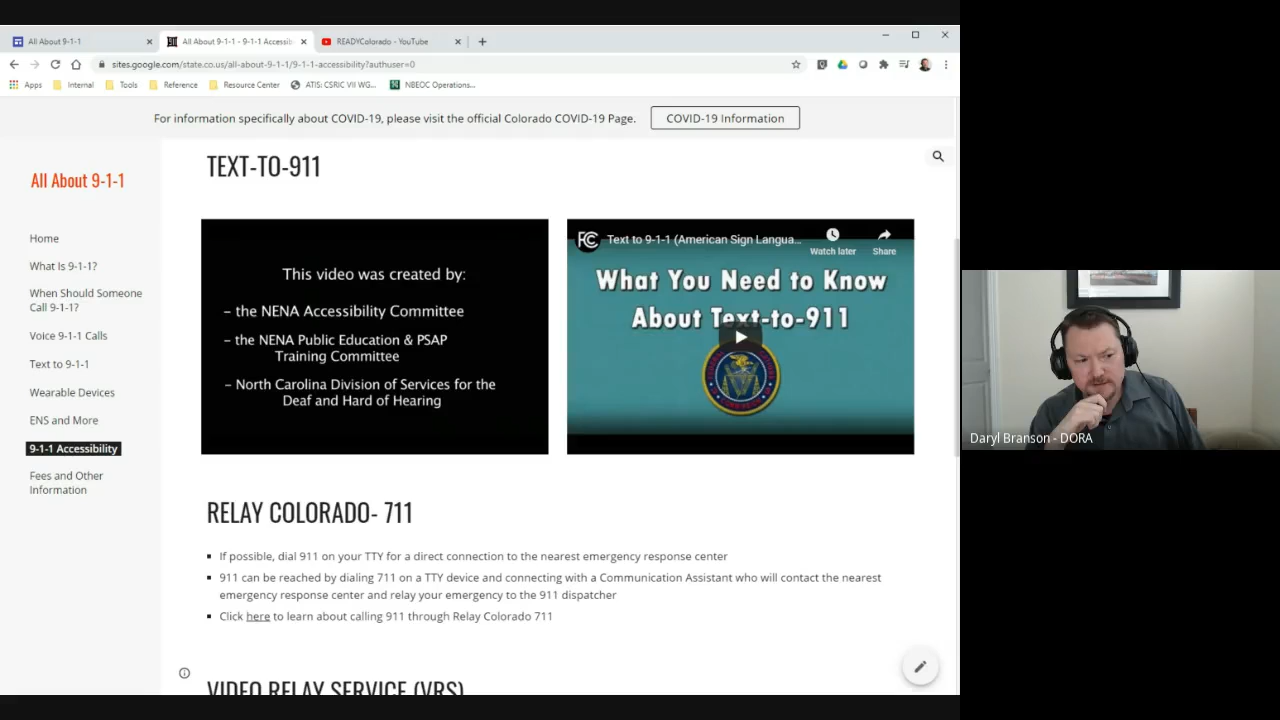 All About 9-1-1
All About 9-1-1 - 9-1-1 Accessib
READYColorado - YouTube
sites.google.com/state.co.us/all-about-9-1-1/9-1-1-accessibility?authuser=0
Apps
Internal
Tools
Reference
Resource Center
ATIS: CSRIC VII WG...
NBEOC Operations...
For information specifically about COVID-19, please visit the official Colorado COVID-19 Page.
COVID-19 Information
All About 9-1-1
Home
What Is 9-1-1?
When Should Someone
Call 9-1-1?
Voice 9-1-1 Calls
Text to 9-1-1
Wearable Devices
ENS and More
9-1-1 Accessibility
Fees and Other
Information
TEXT-TO-911
This video was created by:
– the NENA Accessibility Committee
– the NENA Public Education & PSAP
Training Committee
– North Carolina Division of Services for the
Deaf and Hard of Hearing
FC Text to 9-1-1 (American Sign Langua...
Watch later
Share
What You Need to Know
About Text-to-911
RELAY COLORADO- 711
▪ If possible, dial 911 on your TTY for a direct connection to the nearest emergency response center
▪ 911 can be reached by dialing 711 on a TTY device and connecting with a Communication Assistant who will contact the nearest
emergency response center and relay your emergency to the 911 dispatcher
▪ Click here to learn about calling 911 through Relay Colorado 711
VIDEO RELAY SERVICE (VRS)
Daryl Branson - DORA